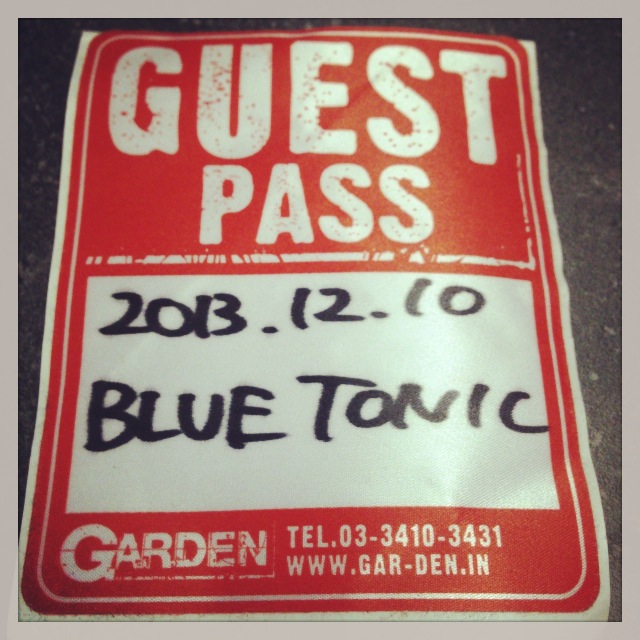 GUEST
PASS
2013.12.10
BLUE TONIC
GARDEN
TEL.03-3410-3431
WWW.GAR-DEN.IN